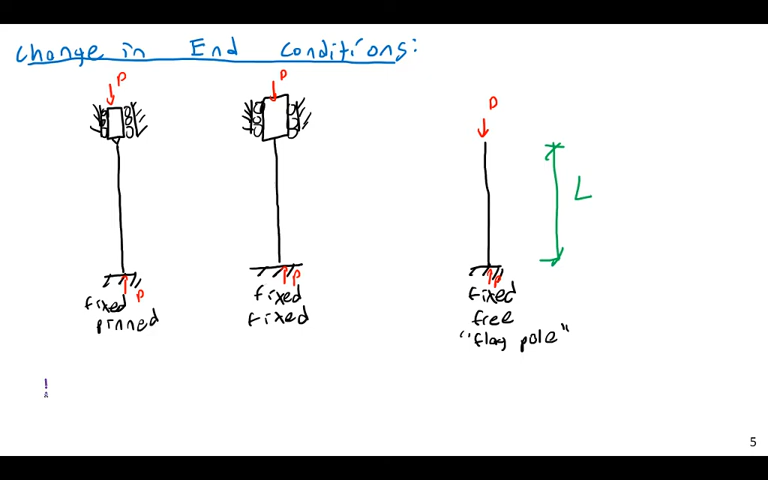 Change in End Conditions:
P
P
P
L
P
P
P
fixed
pinned
fixed
fixed
fixed
free
"flag pole"
5